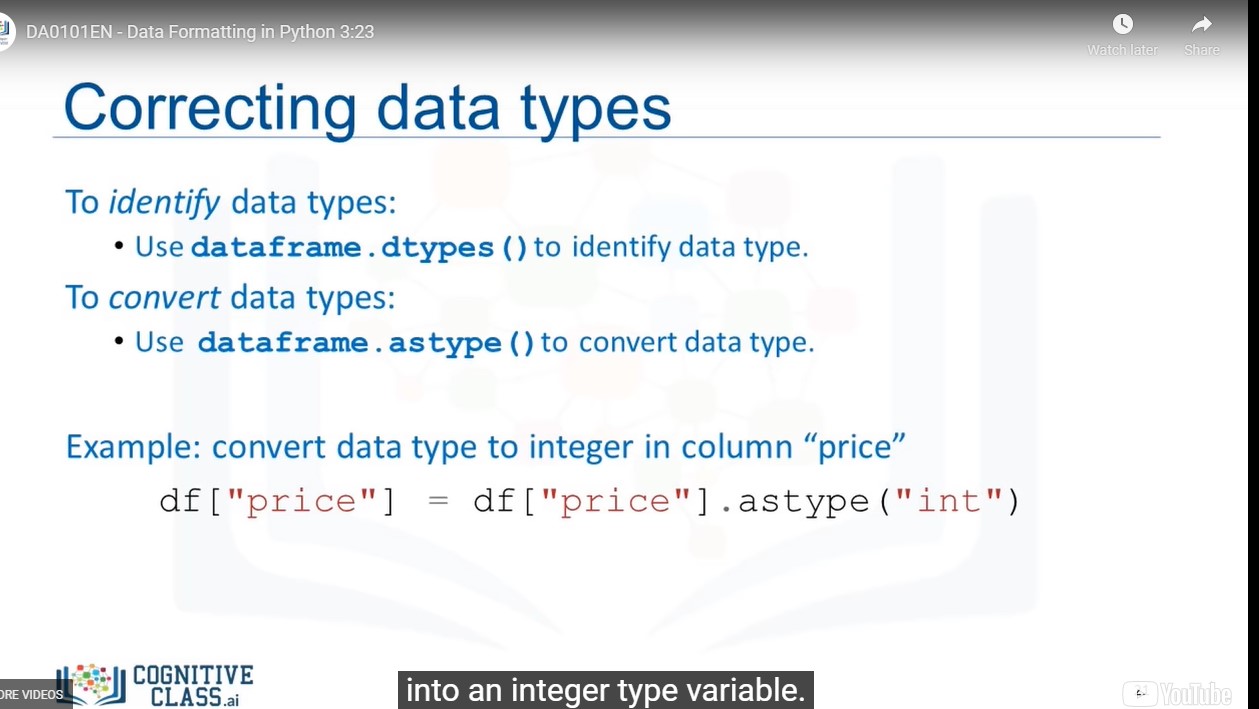 DA0101EN - Data Formatting in Python 3:23
Watch later
Share
Correcting data types
To identify data types:
• Use dataframe.dtypes() to identify data type.
To convert data types:
• Use dataframe.astype() to convert data type.
Example: convert data type to integer in column “price”
df["price"] = df["price"].astype("int")
COGNITIVE
CLASS.ai
ORE VIDEOS
into an integer type variable.
YouTube